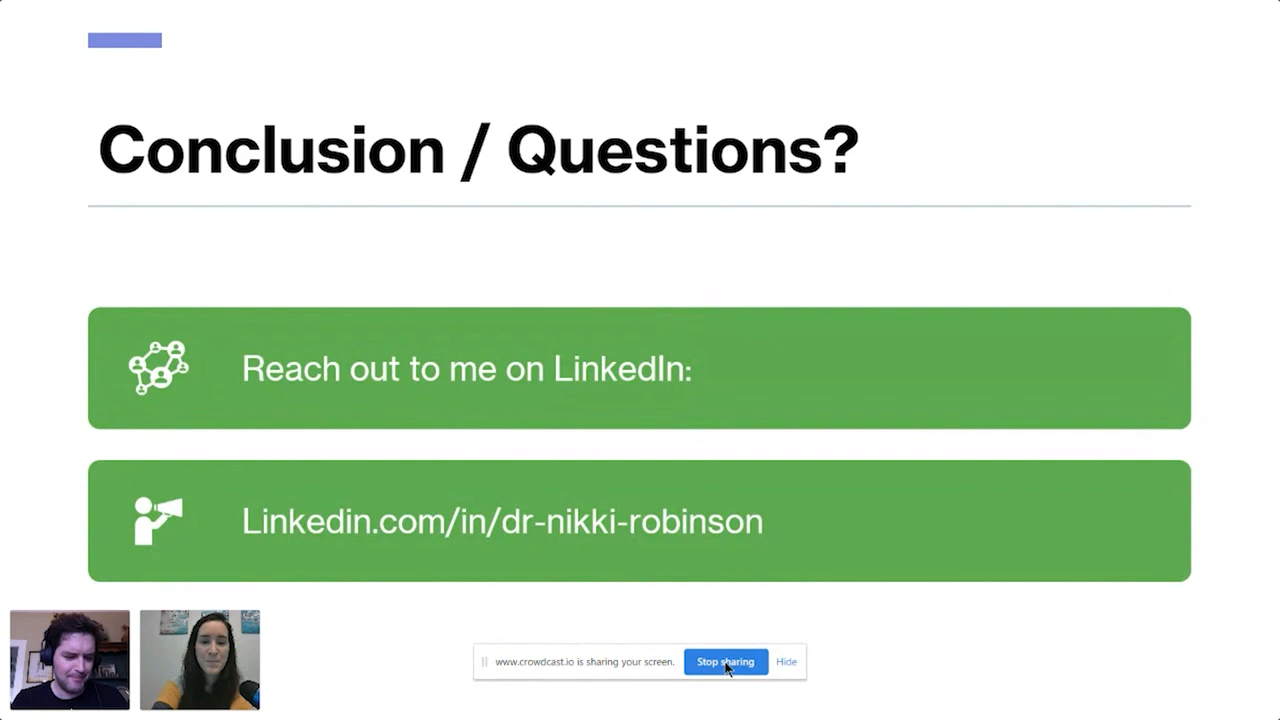 Conclusion / Questions?
Reach out to me on LinkedIn:
Linkedin.com/in/dr-nikki-robinson
www.crowdcast.io is sharing your screen. Stop sharing Hide